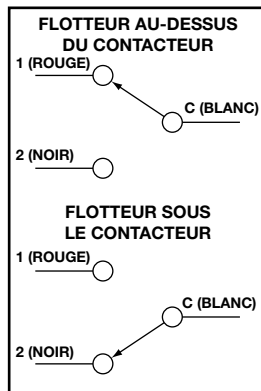 FLOTTEUR AU-DESSUS
DU CONTACTEUR
1 (ROUGE)
C (BLANC)
2 (NOIR)
FLOTTEUR SOUS
LE CONTACTEUR
1 (ROUGE)
C (BLANC)
2 (NOIR)